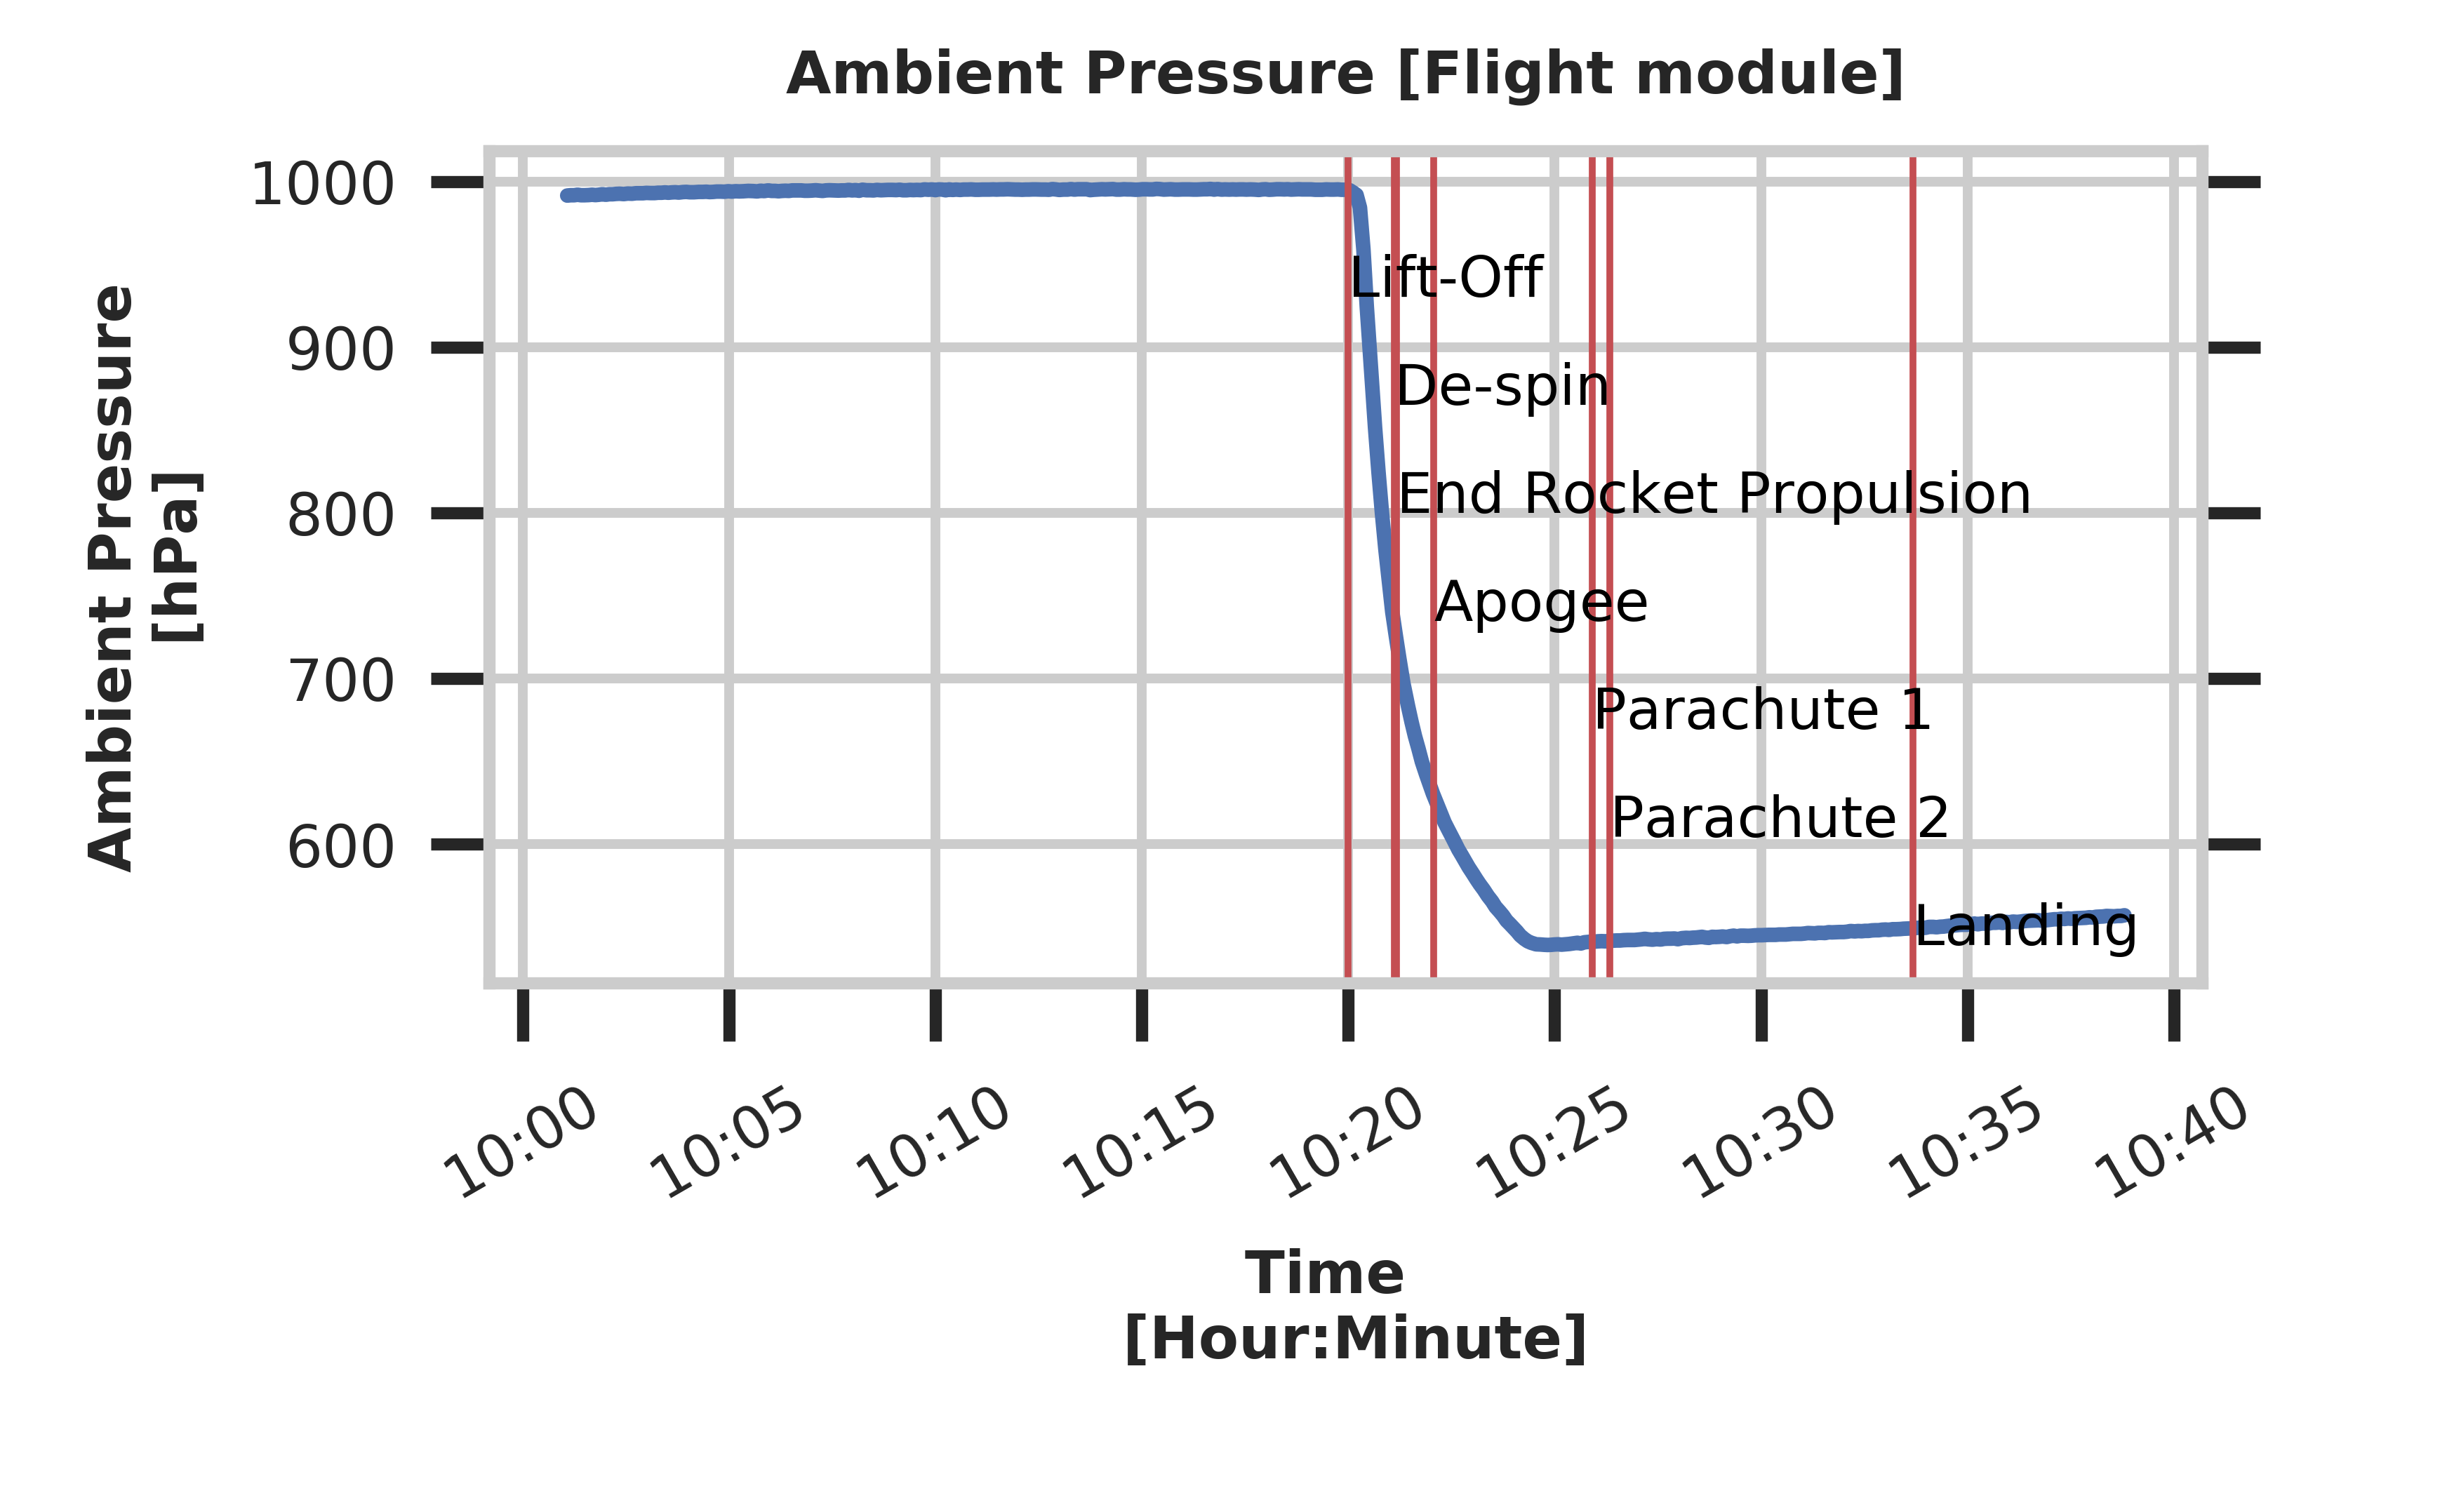 Ambient Pressure [Flight module]
Ambient Pressure
[hPa]
1000
900
800
700
600
Lift-Off
De-spin
End Rocket Propulsion
Apogee
Parachute 1
Parachute 2
Landing
10:00
10:05
10:10
10:15
10:20
10:25
10:30
10:35
10:40
Time
[Hour:Minute]